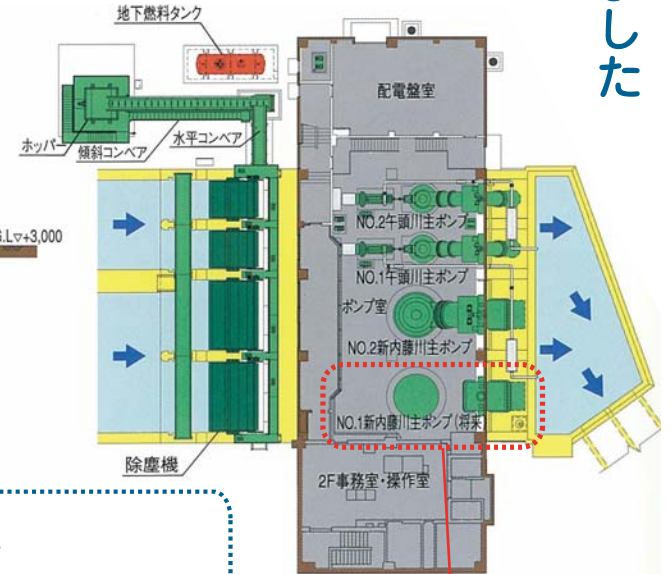 した
地下燃料タンク
配電盤室
ホッパー
傾斜コンベア
水平コンベア
.L▽+3,000
NO.2午頭川主ポンプ
NO.1午頭川主ポンプ
ポンプ室
NO.2新内藤川主ポンプ
NO.1新内藤川主ポンプ(将来
除塵機
2F事務室・操作室